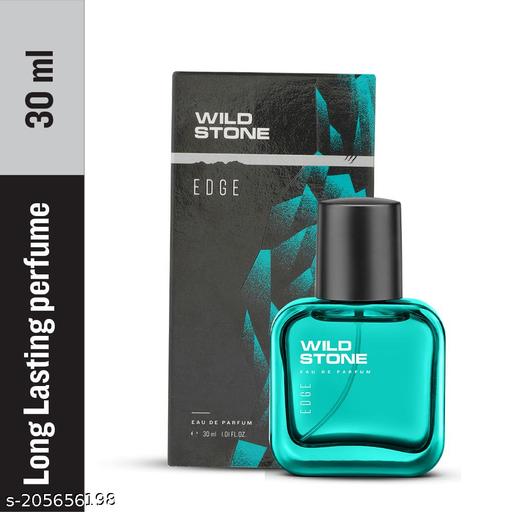 30 ml
Long Lasting perfume
WILD
STONE
EDGE
EAU DE PARFUM
30 ml 1.01 FL.OZ.
WILD
STONE
EAU DE PARFUM
EDGE
s-205656198